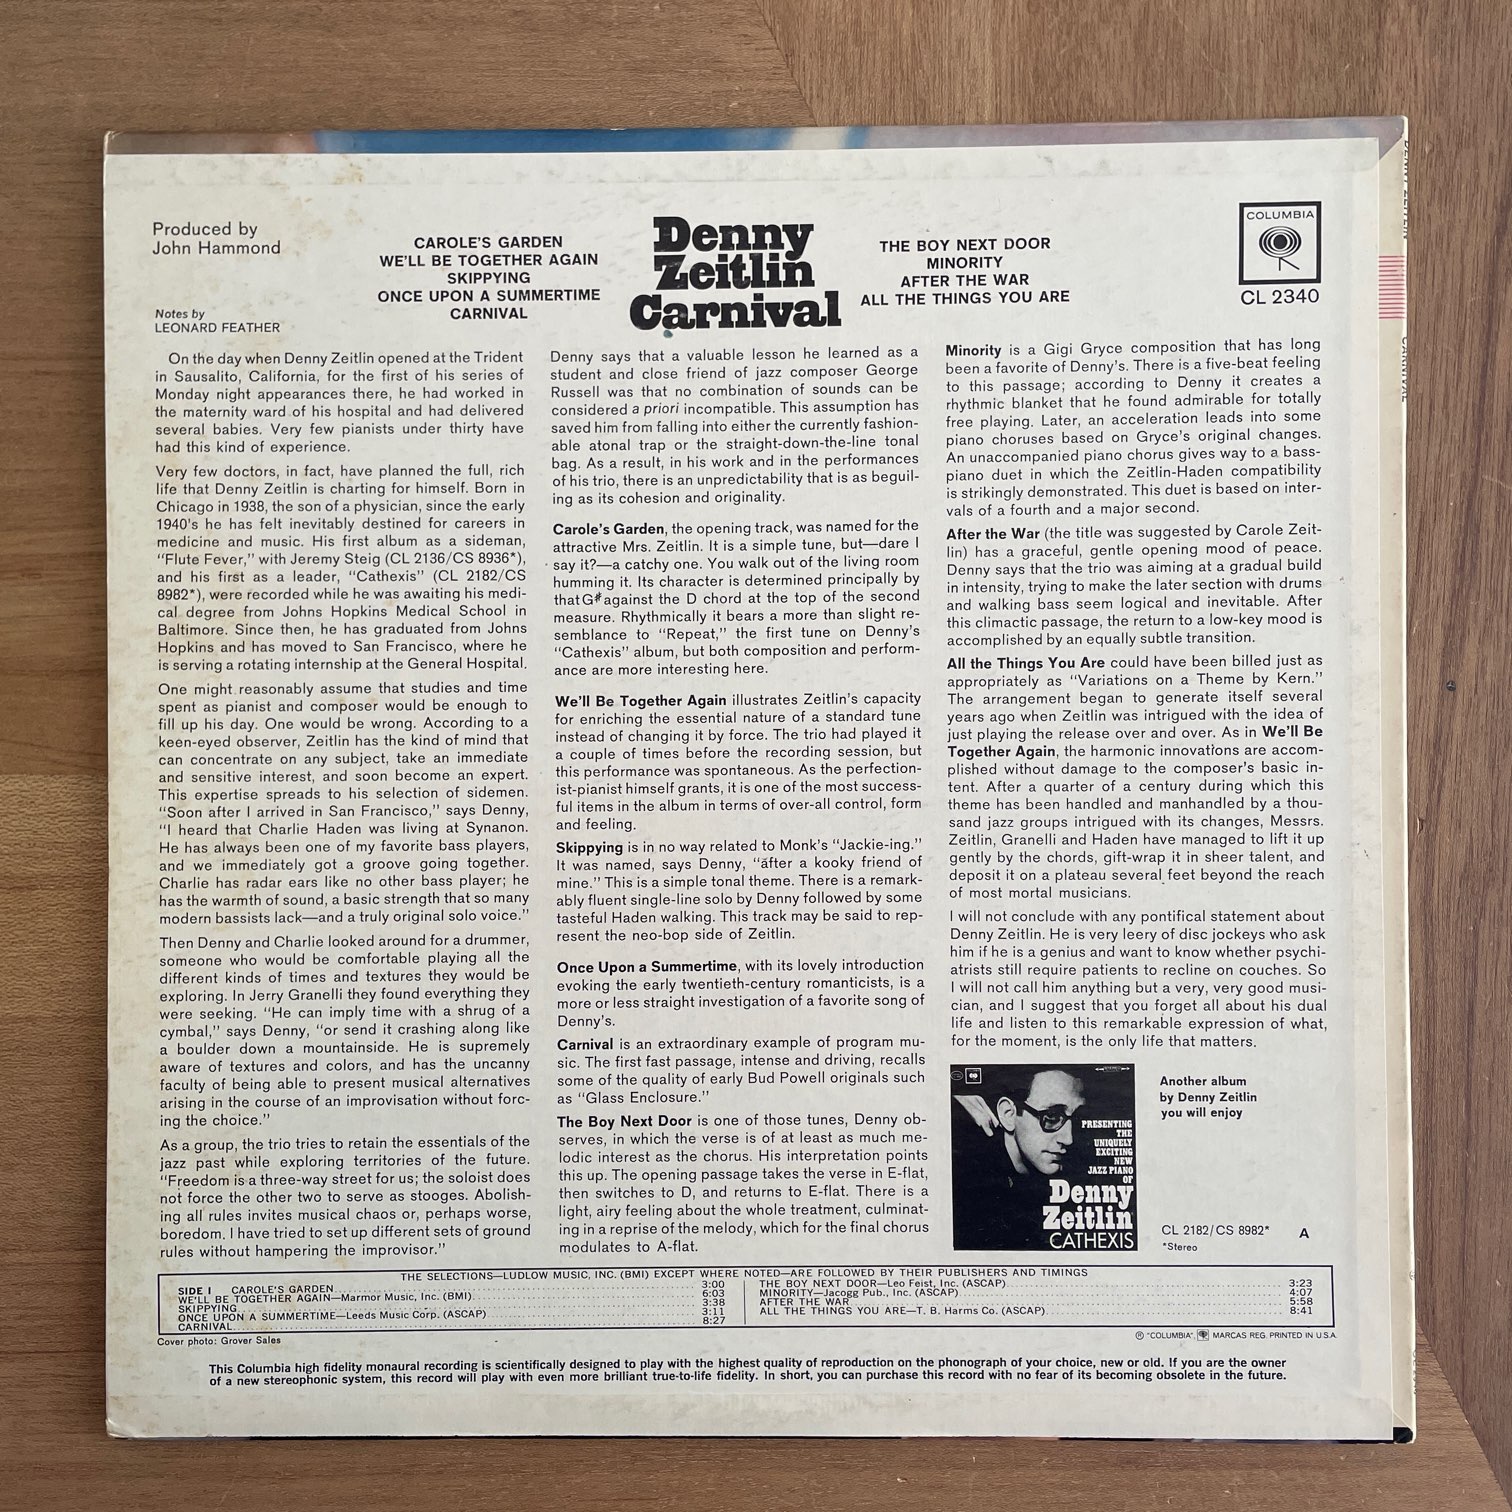 Produced by
John Hammond
CAROLE'S GARDEN
WE'LL BE TOGETHER AGAIN
SKIPPYING
ONCE UPON A SUMMERTIME
CARNIVAL
Denny
Zeitlin
Carnival
THE BOY NEXT DOOR
MINORITY
AFTER THE WAR
ALL THE THINGS YOU ARE
COLUMBIA
CL 2340
Notes by
LEONARD FEATHER
On the day when Denny Zeitlin opened at the Trident
in Sausalito, California, for the first of his series of
Monday night appearances there, he had worked in
the maternity ward of his hospital and had delivered
several babies. Very few pianists under thirty have
had this kind of experience.
Very few doctors, in fact, have planned the full, rich
life that Denny Zeitlin is charting for himself. Born in
Chicago in 1938, the son of a physician, since the early
1940's he has felt inevitably destined for careers in
medicine and music. His first album as a sideman,
"Flute Fever," with Jeremy Steig (CL 2136/CS 8936*),
and his first as a leader, "Cathexis" (CL 2182/CS
8982*), were recorded while he was awaiting his medi-
cal degree from Johns Hopkins Medical School in
Baltimore. Since then, he has graduated from Johns
Hopkins and has moved to San Francisco, where he
is serving a rotating internship at the General Hospital.
One might reasonably assume that studies and time
spent as pianist and composer would be enough to
fill up his day. One would be wrong. According to a
keen-eyed observer, Zeitlin has the kind of mind that
can concentrate on any subject, take an immediate
and sensitive interest, and soon become an expert.
This expertise spreads to his selection of sidemen.
"Soon after I arrived in San Francisco," says Denny,
"I heard that Charlie Haden was living at Synanon.
He has always been one of my favorite bass players,
and we immediately got a groove going together.
Charlie has radar ears like no other bass player; he
has the warmth of sound, a basic strength that so many
modern bassists lack—and a truly original solo voice."
Then Denny and Charlie looked around for a drummer,
someone who would be comfortable playing all the
different kinds of times and textures they would be
exploring. In Jerry Granelli they found everything they
were seeking. "He can imply time with a shrug of a
cymbal," says Denny, "or send it crashing along like
a boulder down a mountainside. He is supremely
aware of textures and colors, and has the uncanny
faculty of being able to present musical alternatives
arising in the course of an improvisation without forc-
ing the choice."
As a group, the trio tries to retain the essentials of the
jazz past while exploring territories of the future.
"Freedom is a three-way street for us; the soloist does
not force the other two to serve as stooges. Abolish-
ing all rules invites musical chaos or, perhaps worse,
boredom. I have tried to set up different sets of ground
rules without hampering the improvisor."
Denny says that a valuable lesson he learned as a
student and close friend of jazz composer George
Russell was that no combination of sounds can be
considered a priori incompatible. This assumption has
saved him from falling into either the currently fashion-
able atonal trap or the straight-down-the-line tonal
bag. As a result, in his work and in the performances
of his trio, there is an unpredictability that is as beguil-
ing as its cohesion and originality.
Carole's Garden, the opening track, was named for the
attractive Mrs. Zeitlin. It is a simple tune, but—dare I
say it?—a catchy one. You walk out of the living room
humming it. Its character is determined principally by
that G# against the D chord at the top of the second
measure. Rhythmically it bears a more than slight re-
semblance to "Repeat," the first tune on Denny's
"Cathexis" album, but both composition and perform-
ance are more interesting here.
We'll Be Together Again illustrates Zeitlin's capacity
for enriching the essential nature of a standard tune
instead of changing it by force. The trio had played it
a couple of times before the recording session, but
this performance was spontaneous. As the perfection-
ist-pianist himself grants, it is one of the most success-
ful items in the album in terms of over-all control, form
and feeling.
Skippying is in no way related to Monk's "Jackie-ing."
It was named, says Denny, "after a kooky friend of
mine." This is a simple tonal theme. There is a remark-
ably fluent single-line solo by Denny followed by some
tasteful Haden walking. This track may be said to rep-
resent the neo-bop side of Zeitlin.
Once Upon a Summertime, with its lovely introduction
evoking the early twentieth-century romanticists, is a
more or less straight investigation of a favorite song of
Denny's.
Carnival is an extraordinary example of program mu-
sic. The first fast passage, intense and driving, recalls
some of the quality of early Bud Powell originals such
as "Glass Enclosure."
The Boy Next Door is one of those tunes, Denny ob-
serves, in which the verse is of at least as much me-
lodic interest as the chorus. His interpretation points
this up. The opening passage takes the verse in E-flat,
then switches to D, and returns to E-flat. There is a
light, airy feeling about the whole treatment, culminat-
ing in a reprise of the melody, which for the final chorus
modulates to A-flat.
Minority is a Gigi Gryce composition that has long
been a favorite of Denny's. There is a five-beat feeling
to this passage; according to Denny it creates a
rhythmic blanket that he found admirable for totally
free playing. Later, an acceleration leads into some
piano choruses based on Gryce's original changes.
An unaccompanied piano chorus gives way to a bass-
piano duet in which the Zeitlin-Haden compatibility
is strikingly demonstrated. This duet is based on inter-
vals of a fourth and a major second.
After the War (the title was suggested by Carole Zeit-
lin) has a graceful, gentle opening mood of peace.
Denny says that the trio was aiming at a gradual build
in intensity, trying to make the later section with drums
and walking bass seem logical and inevitable. After
this climactic passage, the return to a low-key mood is
accomplished by an equally subtle transition.
All the Things You Are could have been billed just as
appropriately as "Variations on a Theme by Kern."
The arrangement began to generate itself several
years ago when Zeitlin was intrigued with the idea of
just playing the release over and over. As in We'll Be
Together Again, the harmonic innovations are accom-
plished without damage to the composer's basic in-
tent. After a quarter of a century during which this
theme has been handled and manhandled by a thou-
sand jazz groups intrigued with its changes, Messrs.
Zeitlin, Granelli and Haden have managed to lift it up
gently by the chords, gift-wrap it in sheer talent, and
deposit it on a plateau several feet beyond the reach
of most mortal musicians.
I will not conclude with any pontifical statement about
Denny Zeitlin. He is very leery of disc jockeys who ask
him if he is a genius and want to know whether psychi-
atrists still require patients to recline on couches. So
I will not call him anything but a very, very good musi-
cian, and I suggest that you forget all about his dual
life and listen to this remarkable expression of what,
for the moment, is the only life that matters.
PRESENTING
THE
UNIQUELY
EXCITING
NEW
JAZZ PIANO
OF
Denny
Zeitlin
CATHEXIS
Another album
by Denny Zeitlin
you will enjoy
CL 2182/CS 8982*
*Stereo
A
THE SELECTIONS—LUDLOW MUSIC, INC. (BMI) EXCEPT WHERE NOTED—ARE FOLLOWED BY THEIR PUBLISHERS AND TIMINGS
SIDE I CAROLE'S GARDEN 3:00
WE'LL BE TOGETHER AGAIN—Marmor Music, Inc. (BMI) 6:03
SKIPPYING 3:38
ONCE UPON A SUMMERTIME—Leeds Music Corp. (ASCAP) 3:11
CARNIVAL 8:27
THE BOY NEXT DOOR—Leo Feist, Inc. (ASCAP) 3:23
MINORITY—Jacogg Pub., Inc. (ASCAP) 4:07
AFTER THE WAR 5:58
ALL THE THINGS YOU ARE—T. B. Harms Co. (ASCAP) 8:41
Cover photo: Grover Sales
® "COLUMBIA", MARCAS REG. PRINTED IN U.S.A.
This Columbia high fidelity monaural recording is scientifically designed to play with the highest quality of reproduction on the phonograph of your choice, new or old. If you are the owner
of a new stereophonic system, this record will play with even more brilliant true-to-life fidelity. In short, you can purchase this record with no fear of its becoming obsolete in the future.